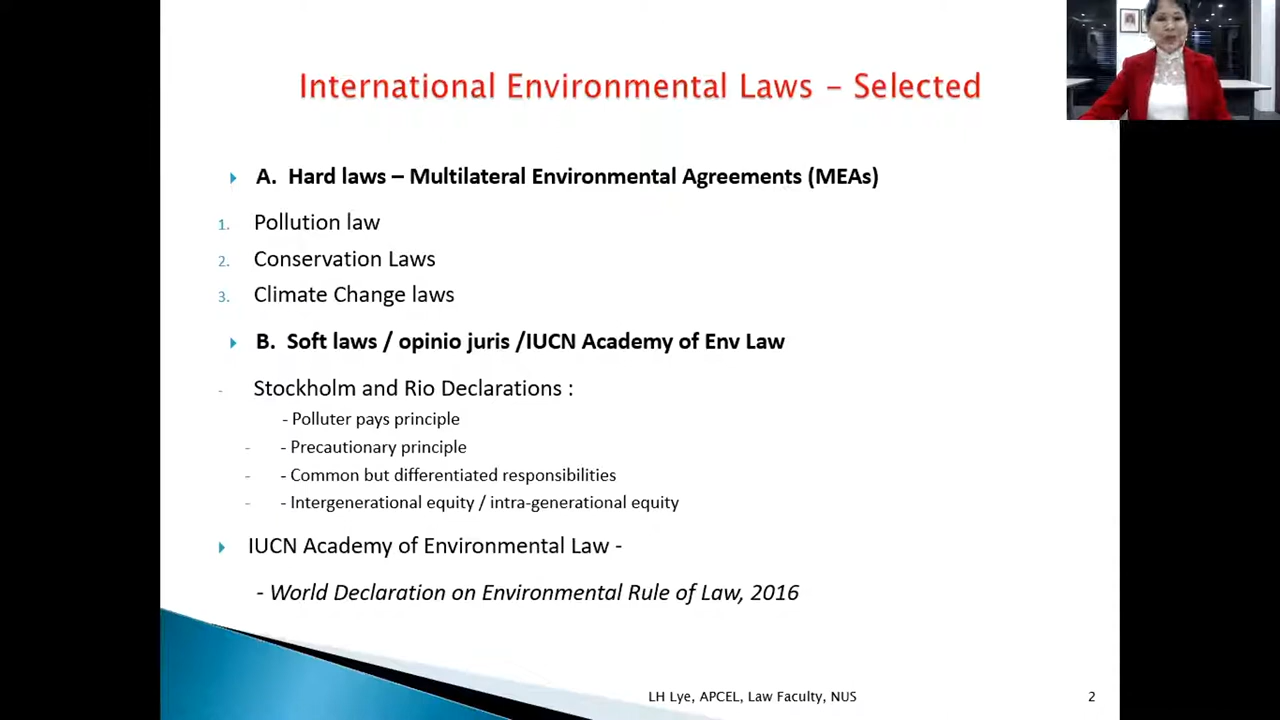 International Environmental Laws – Selected
A. Hard laws – Multilateral Environmental Agreements (MEAs)
1. Pollution law
2. Conservation Laws
3. Climate Change laws
B. Soft laws / opinio juris /IUCN Academy of Env Law
- Stockholm and Rio Declarations :
- Polluter pays principle
- - Precautionary principle
- - Common but differentiated responsibilities
- - Intergenerational equity / intra-generational equity
IUCN Academy of Environmental Law -
- World Declaration on Environmental Rule of Law, 2016
LH Lye, APCEL, Law Faculty, NUS 2